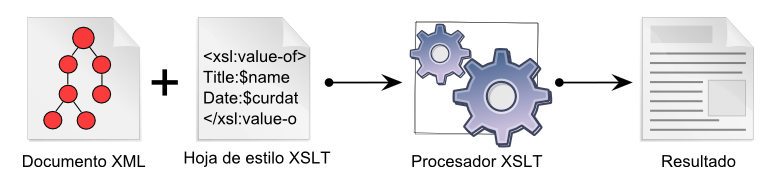 <xsl:value-of>
Title:$name
Date:$curdat
</xsl:value-o
Documento XML
Hoja de estilo XSLT
Procesador XSLT
Resultado